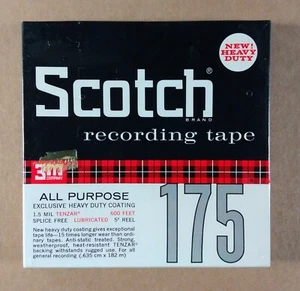 NEW!
HEAVY
DUTY
Scotch®
BRAND
recording tape
3M
COMPANY
ALL PURPOSE
EXCLUSIVE HEAVY DUTY COATING
1.5 MIL TENZAR® 600 FEET
SPLICE FREE LUBRICATED 5" REEL
New heavy duty coating gives exceptional
tape life—15 times longer wear than ordi-
nary tapes. Anti-static treated. Strong,
weatherproof, heat-resistant TENZAR®
backing withstands rugged use. For all
general recording (.635 cm x 182 m)
175